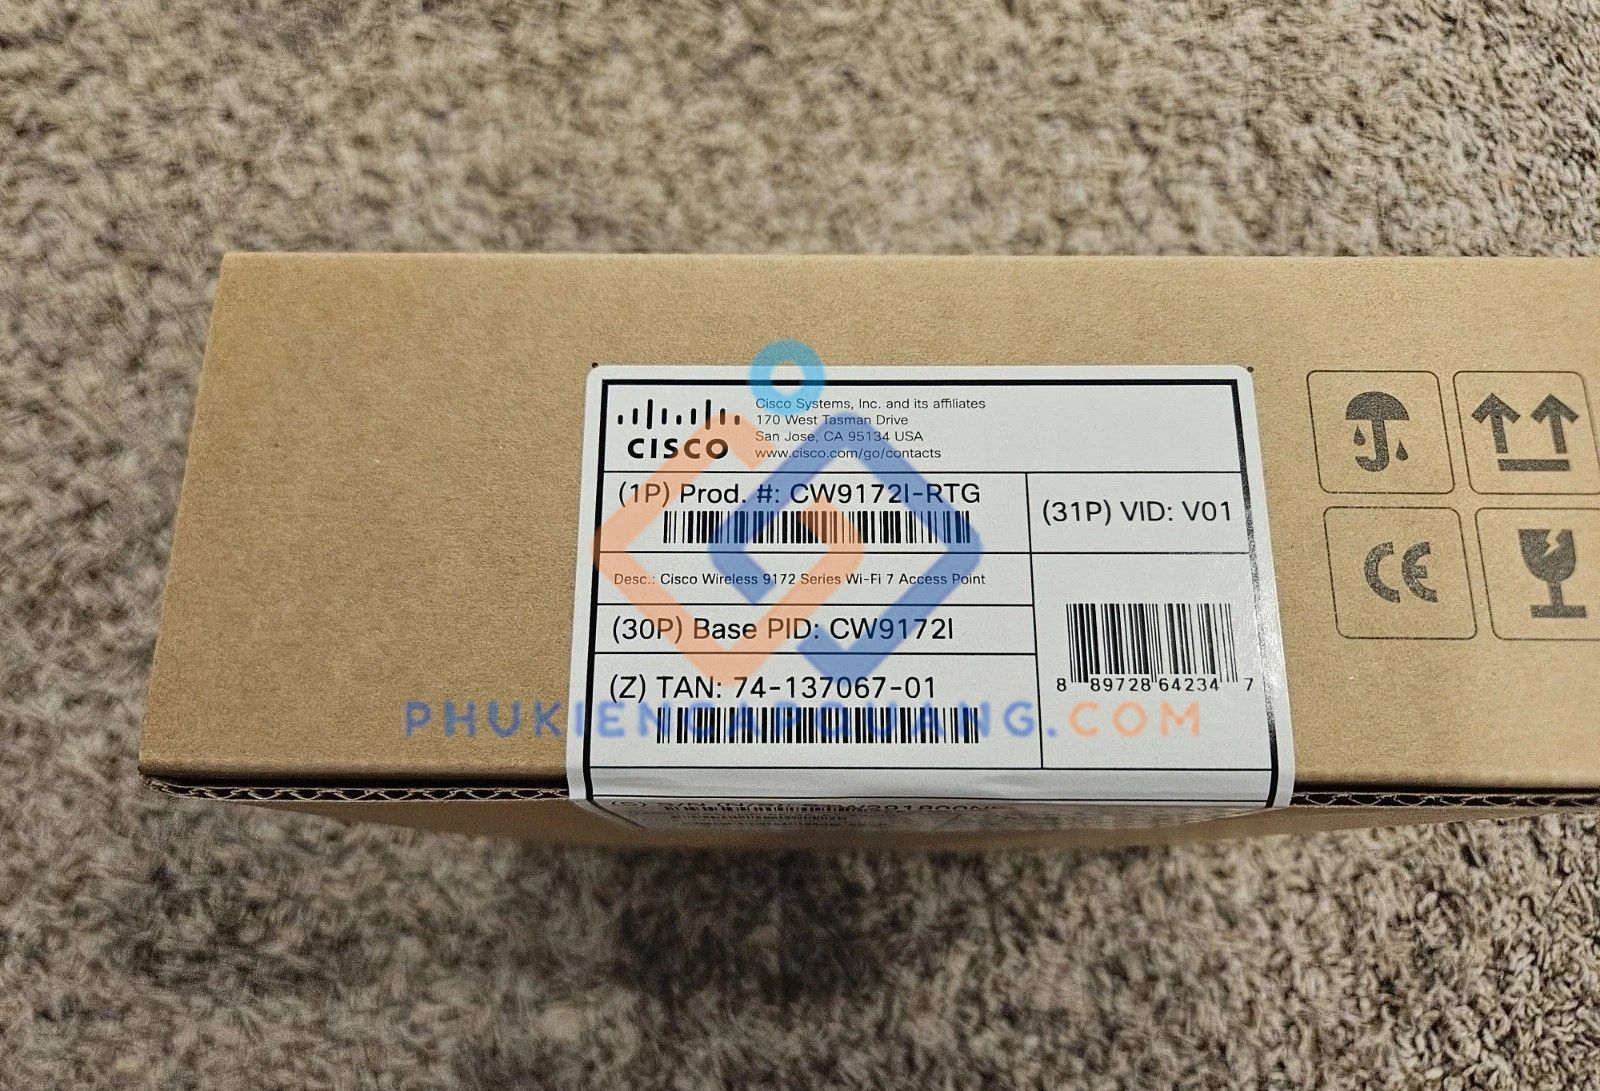 CISCO
Cisco Systems, Inc. and its affiliates
170 West Tasman Drive
San Jose, CA 95134 USA
www.cisco.com/go/contacts
(1P) Prod. #: CW9172I-RTG
(31P) VID: V01
Desc.: Cisco Wireless 9172 Series Wi-Fi 7 Access Point
(30P) Base PID: CW9172I
(Z) TAN: 74-137067-01
8 89728 64234 7
PHUKIENCAPQUANG.COM
CE